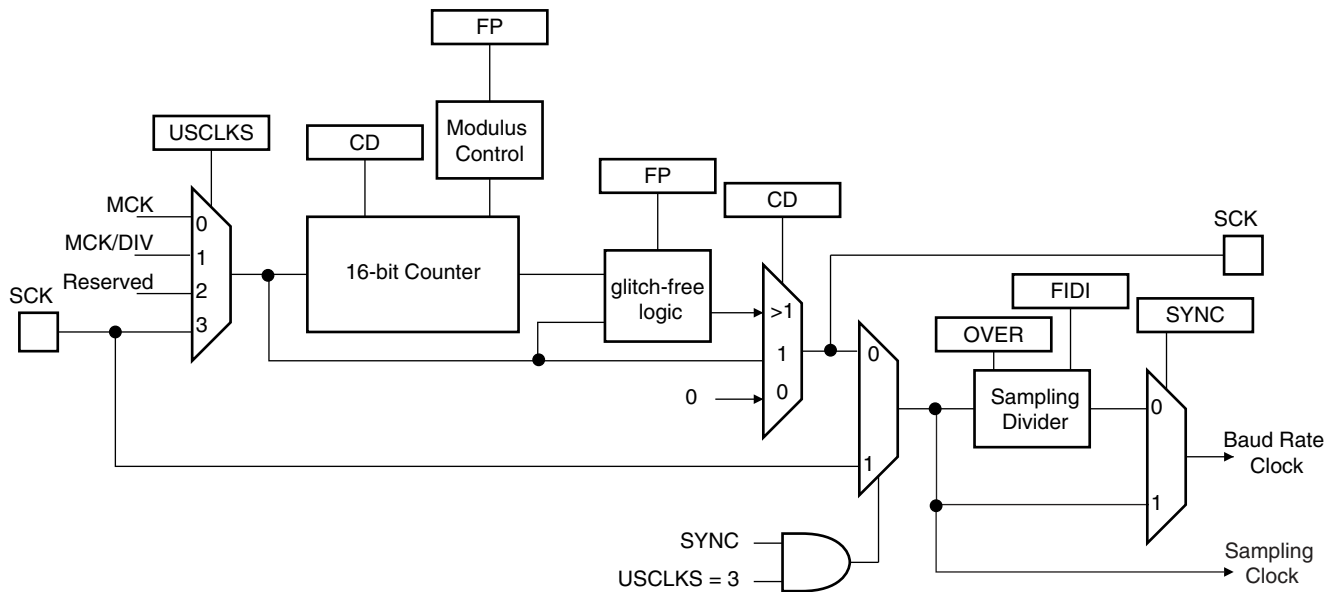 FP
USCLKS
CD
Modulus
Control
FP
CD
MCK
MCK/DIV
Reserved
SCK
0
1
2
3
16-bit Counter
glitch-free
logic
>1
1
0
0
SCK
FIDI
OVER
SYNC
0
1
Sampling
Divider
0
1
Baud Rate
Clock
SYNC
USCLKS = 3
Sampling
Clock